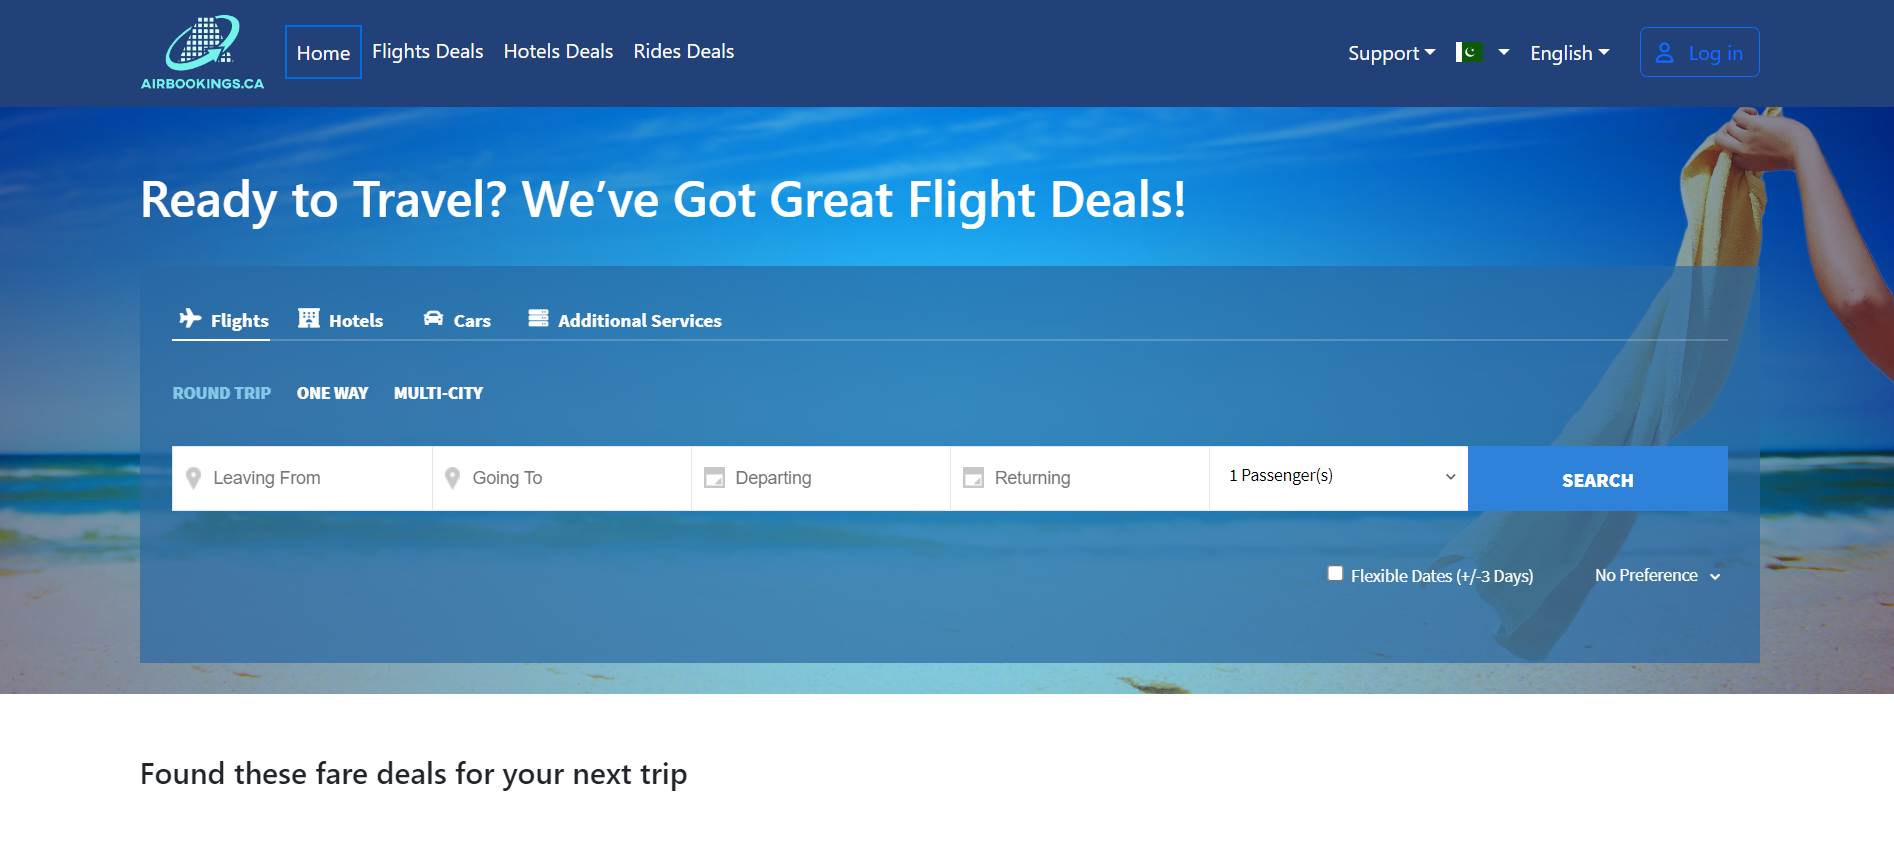 AIRBOOKINGS.CA
Home Flights Deals Hotels Deals Rides Deals Support English Log in
Ready to Travel? We’ve Got Great Flight Deals!
Flights Hotels Cars Additional Services
ROUND TRIP ONE WAY MULTI-CITY
Leaving From Going To Departing Returning 1 Passenger(s) SEARCH
Flexible Dates (+/-3 Days) No Preference
Found these fare deals for your next trip